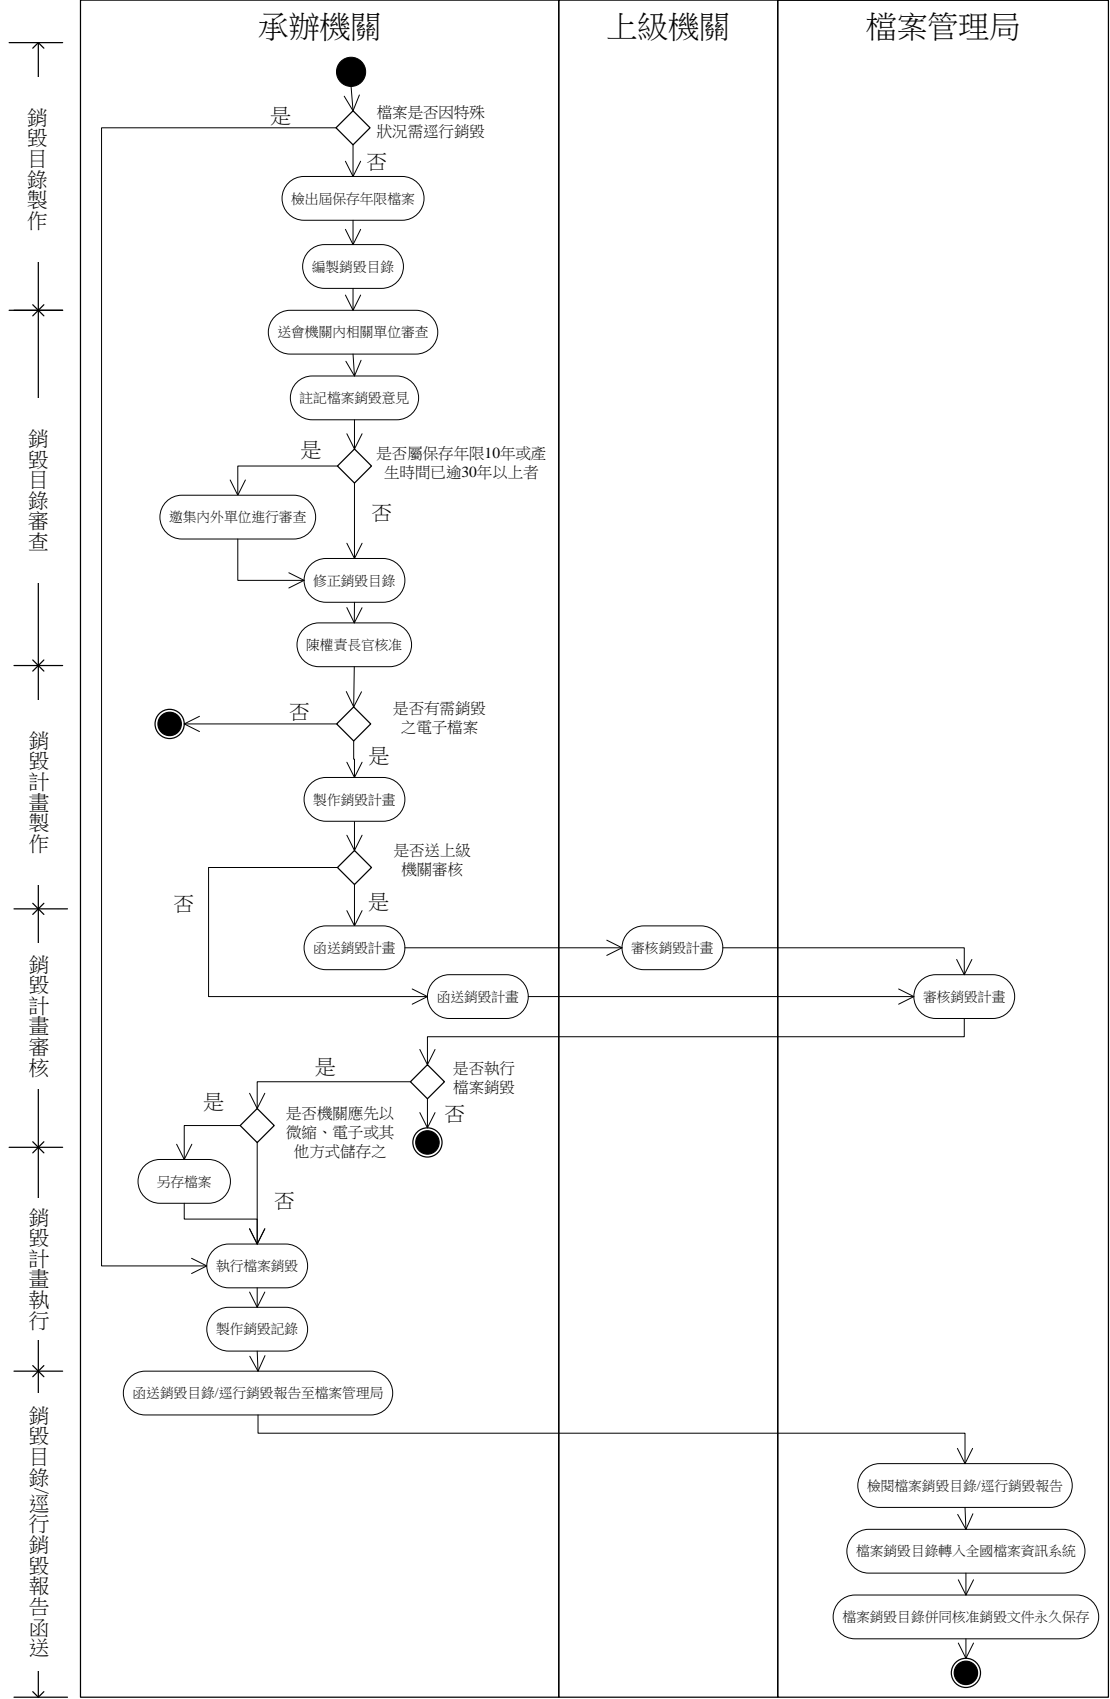 承辦機關
上級機關
檔案管理局
銷毀目錄製作
是
檔案是否因特殊
狀況需逕行銷毀
否
檢出屆保存年限檔案
編製銷毀目錄
銷毀目錄審查
送會機關內相關單位審查
註記檔案銷毀意見
是
是否屬保存年限10年或產
生時間已逾30年以上者
邀集內外單位進行審查
否
修正銷毀目錄
陳權責長官核准
銷毀計畫製作
否
是否有需銷毀
之電子檔案
是
製作銷毀計畫
是否送上級
機關審核
否
是
銷毀計畫審核
函送銷毀計畫
審核銷毀計畫
函送銷毀計畫
審核銷毀計畫
是
是否執行
檔案銷毀
是
否
是否機關應先以
微縮、電子或其
他方式儲存之
銷毀計畫執行
另存檔案
否
執行檔案銷毀
製作銷毀記錄
銷毀目錄/逕行銷毀報告函送
函送銷毀目錄/逕行銷毀報告至檔案管理局
檢閱檔案銷毀目錄/逕行銷毀報告
檔案銷毀目錄轉入全國檔案資訊系統
檔案銷毀目錄併同核准銷毀文件永久保存